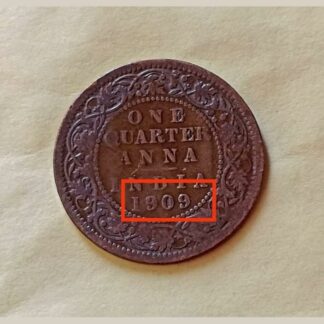 ONE
QUARTER
ANNA
INDIA
1909